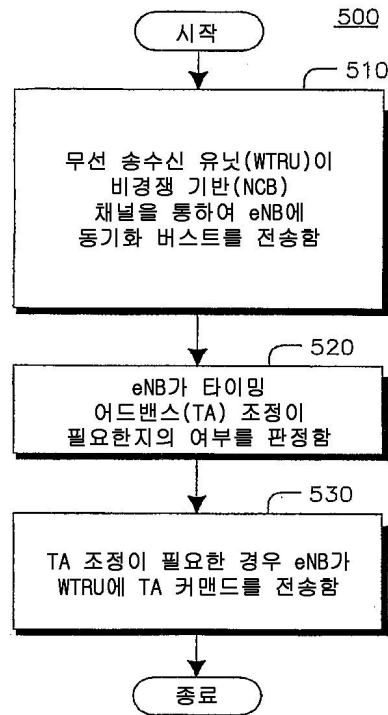 시작
500
510
무선 송수신 유닛(WTRU)이
비경쟁 기반(NCB)
채널을 통하여 eNB에
동기화 버스트를 전송함
520
eNB가 타이밍
어드밴스(TA) 조정이
필요한지의 여부를 판정함
530
TA 조정이 필요한 경우 eNB가
WTRU에 TA 커맨드를 전송함
종료